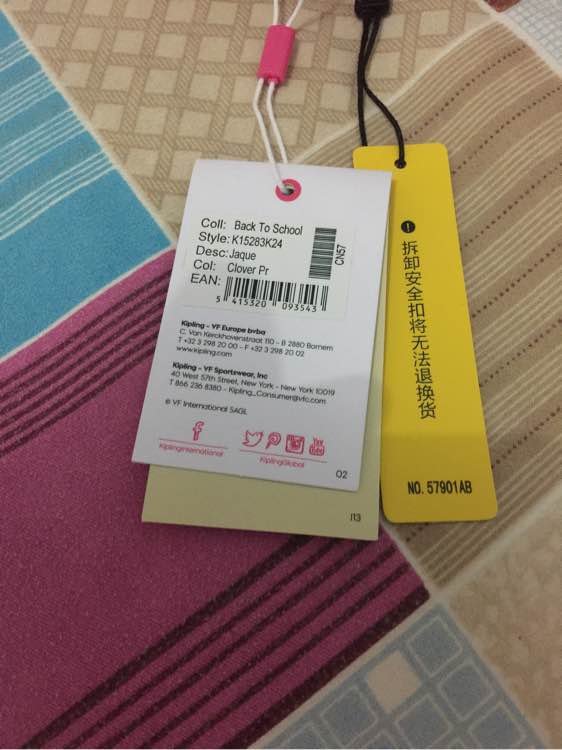 Coll: Back To School
Style: K15283K24
Desc: Jaque
Col: Clover Pr
EAN:
5 415320 093543
CN57
Kipling - VF Europe bvba
C. Van Kerckhovenstraat 110 - B 2880 Bornem
T +32 3 298 20 00 - F +32 3 298 20 02
www.kipling.com
Kipling - VF Sportswear, Inc
40 West 57th Street, New York - New York 10019
T 866 236 8380 - Kipling_Consumer@vfc.com
© VF International SAGL
f
You Tube
KiplingInternational
KiplingGlobal
02
I13
!
拆卸安全扣将无法退换货
NO. 57901AB